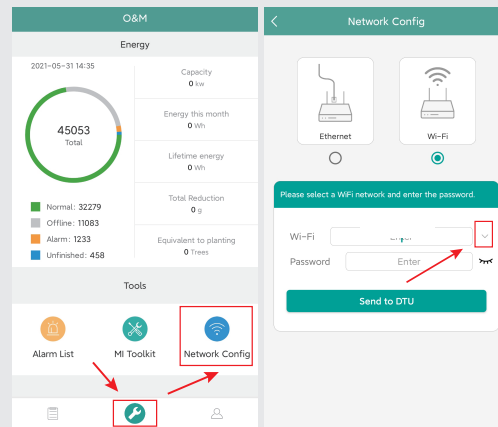 O&M
Energy
2021-05-31 14:35
45053
Total
Normal: 32279
Offline: 11083
Alarm: 1233
Unfinished: 458
Capacity
0 kw
Energy this month
0 Wh
Lifetime energy
0 Wh
Total Reduction
0 g
Equivalent to planting
0 Trees
Tools
Alarm List
MI Toolkit
Network Config
Network Config
Ethernet
Wi-Fi
Please select a WiFi network and enter the password.
Wi-Fi
Password
Enter
Send to DTU